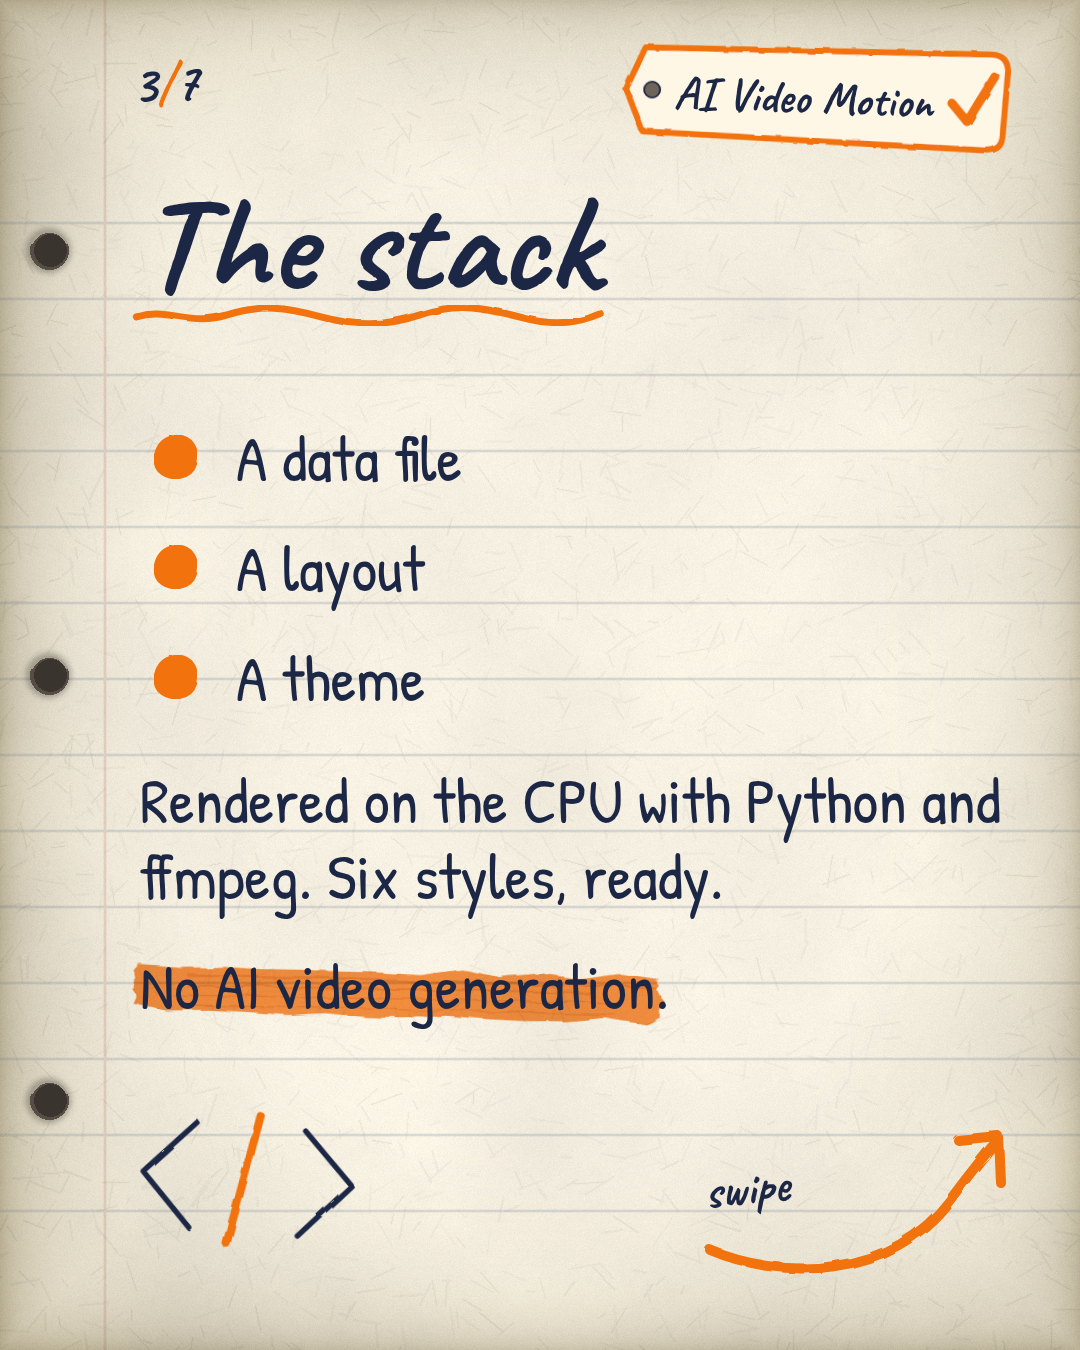 3/7
AI Video Motion
The stack
A data file
A layout
A theme
Rendered on the CPU with Python and
ffmpeg. Six styles, ready.
No AI video generation.
</>
swipe